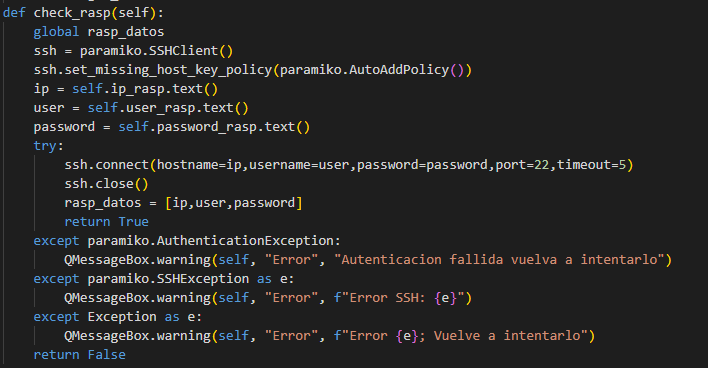 def check_rasp(self):
    global rasp_datos
    ssh = paramiko.SSHClient()
    ssh.set_missing_host_key_policy(paramiko.AutoAddPolicy())
    ip = self.ip_rasp.text()
    user = self.user_rasp.text()
    password = self.password_rasp.text()
    try:
        ssh.connect(hostname=ip,username=user,password=password,port=22,timeout=5)
        ssh.close()
        rasp_datos = [ip,user,password]
        return True
    except paramiko.AuthenticationException:
        QMessageBox.warning(self, "Error", "Autenticacion fallida vuelva a intentarlo")
    except paramiko.SSHException as e:
        QMessageBox.warning(self, "Error", f"Error SSH: {e}")
    except Exception as e:
        QMessageBox.warning(self, "Error", f"Error {e}; Vuelve a intentarlo")
    return False